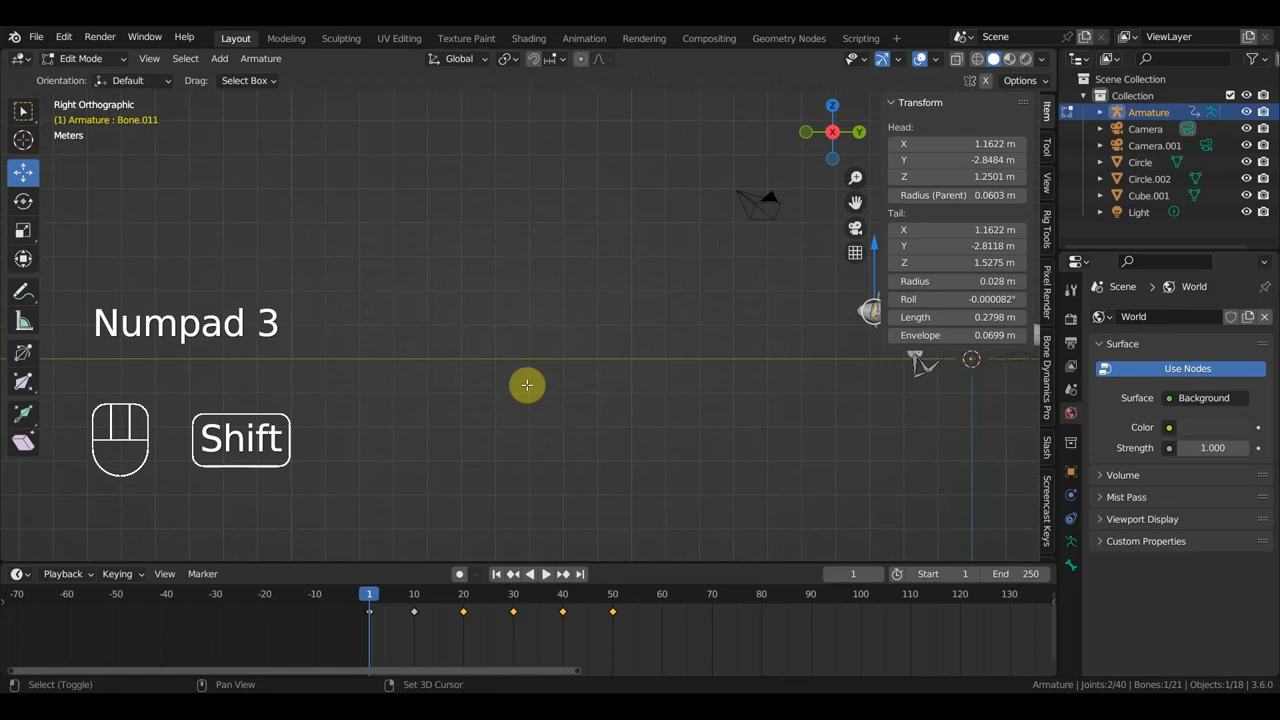 File Edit Render Window Help Layout Modeling Sculpting UV Editing Texture Paint Shading Animation Rendering Compositing Geometry Nodes Scripting + Scene ViewLayer
Edit Mode View Select Add Armature Global
Orientation: Default Drag: Select Box X Options
Right Orthographic
(1) Armature : Bone.011
Meters
Numpad 3
Shift
Z
X
Y
Transform
Head:
X 1.1622 m
Y -2.8484 m
Z 1.2501 m
Radius (Parent) 0.0603 m
Tail:
X 1.1622 m
Y -2.8118 m
Z 1.5275 m
Radius 0.028 m
Roll -0.000082°
Length 0.2798 m
Envelope 0.0699 m
Item
Tool
View
Rig Tools
Pixel Render
Bone Dynamics Pro
Slash
Screencast Keys
Scene Collection
Collection
Armature
Camera
Camera.001
Circle
Circle.002
Cube.001
Light
Scene World
World
Surface
Use Nodes
Surface Background
Color
Strength 1.000
Volume
Mist Pass
Viewport Display
Custom Properties
Playback Keying View Marker 1 Start 1 End 250
-70 -60 -50 -40 -30 -20 -10 1 10 20 30 40 50 60 70 80 90 100 110 120 130
Select (Toggle) Pan View Set 3D Cursor Armature | Joints:2/40 | Bones:1/21 | Objects:1/18 | 3.6.0